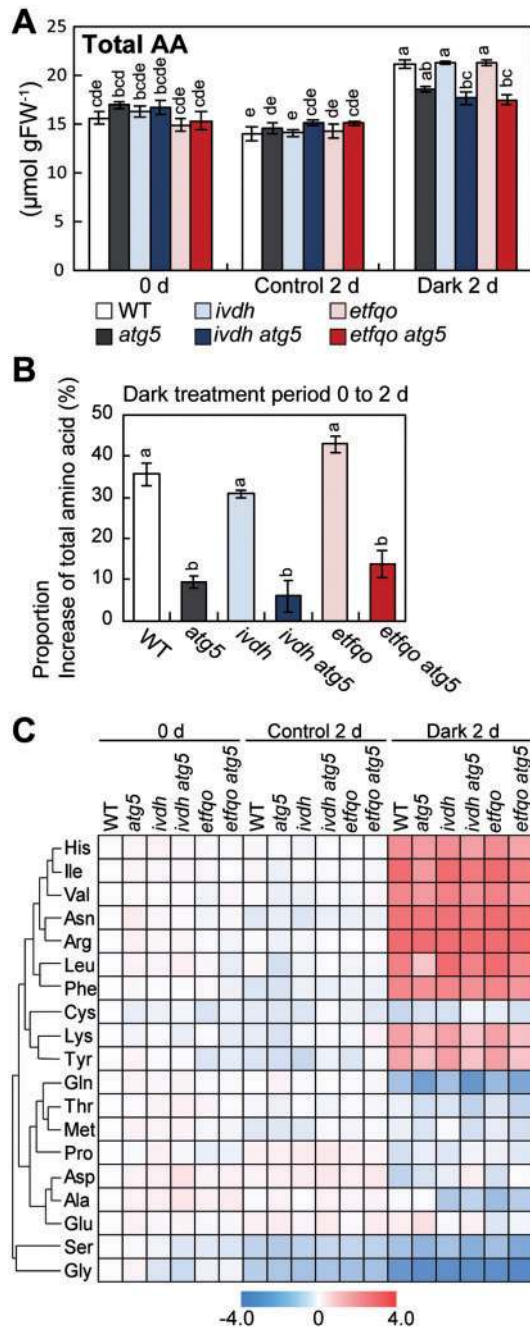 A
Total AA
(μmol gFW⁻¹)
25
20
15
10
5
0
cde
bcd
bcde
bcde
cde
cde
e
de
e
cde
de
cde
a
ab
a
bc
a
bc
0 d
Control 2 d
Dark 2 d
WT
ivdh
etfqo
atg5
ivdh atg5
etfqo atg5
B
Dark treatment period 0 to 2 d
Proportion
Increase of total amino acid (%)
50
40
30
20
10
0
a
b
a
b
a
b
WT
atg5
ivdh
ivdh atg5
etfqo
etfqo atg5
C
0 d
Control 2 d
Dark 2 d
WT
atg5
ivdh
ivdh atg5
etfqo
etfqo atg5
WT
atg5
ivdh
ivdh atg5
etfqo
etfqo atg5
WT
atg5
ivdh
ivdh atg5
etfqo
etfqo atg5
His
Ile
Val
Asn
Arg
Leu
Phe
Cys
Lys
Tyr
Gln
Thr
Met
Pro
Asp
Ala
Glu
Ser
Gly
-4.0
0
4.0